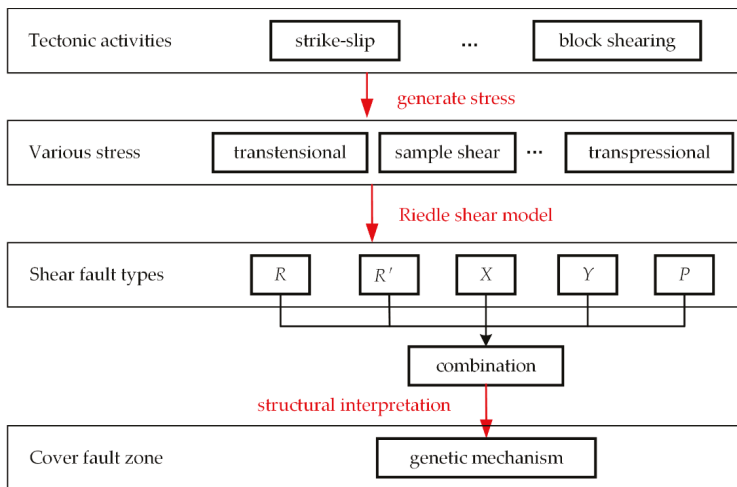 Tectonic activities
strike-slip
...
block shearing
generate stress
Various stress
transtensional
sample shear
...
transpressional
Riedle shear model
Shear fault types
R
R′
X
Y
P
combination
structural interpretation
Cover fault zone
genetic mechanism